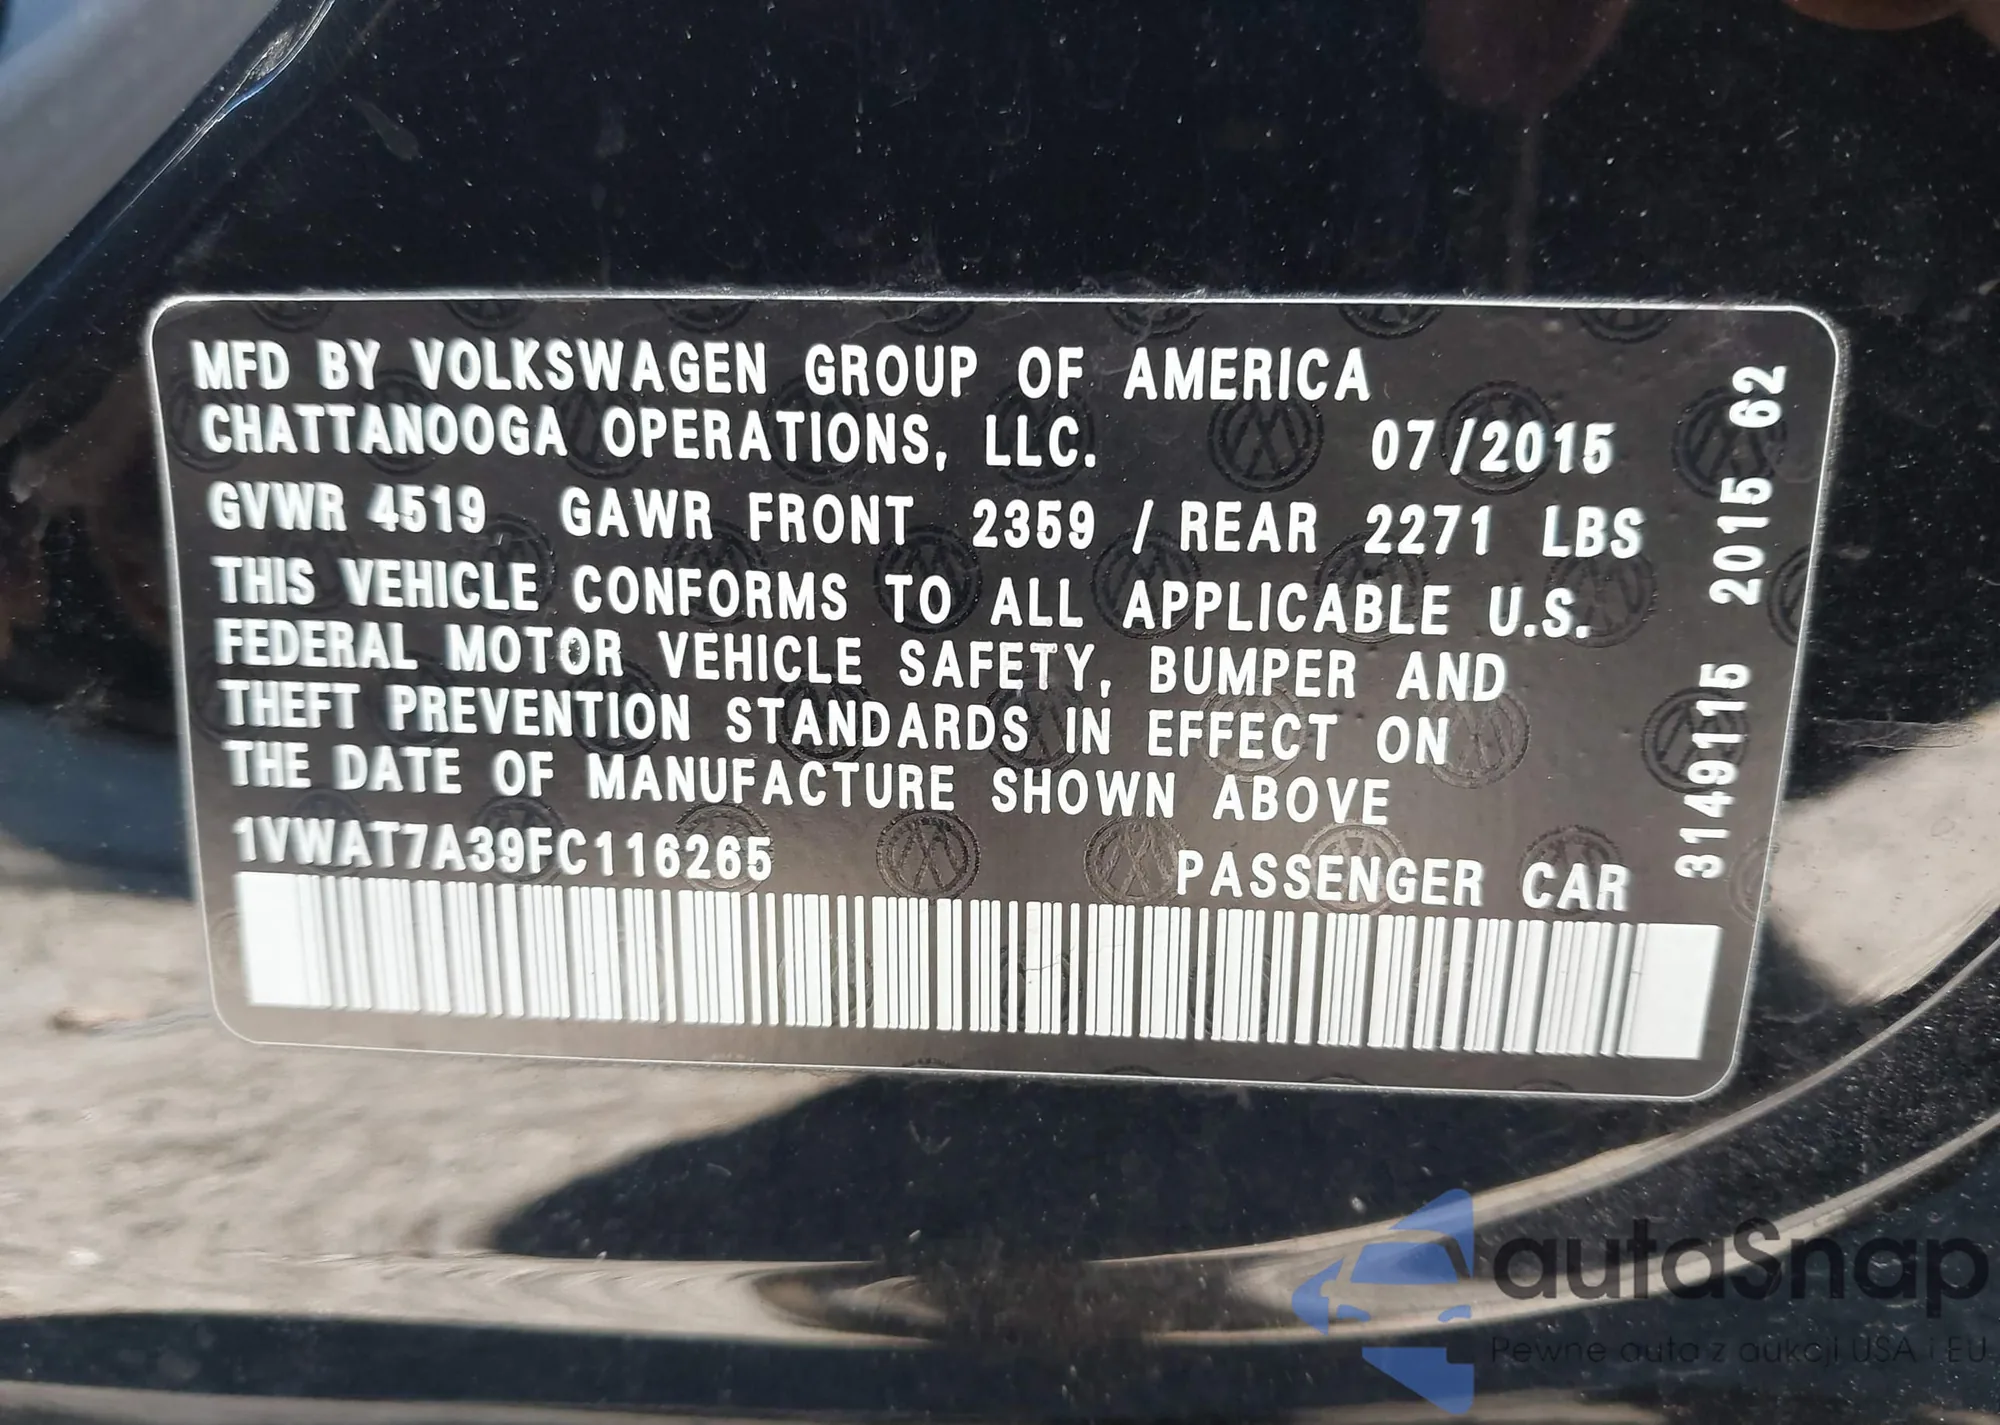 MFD BY VOLKSWAGEN GROUP OF AMERICA
CHATTANOOGA OPERATIONS, LLC. 07/2015
GVWR 4519 GAWR FRONT 2359 / REAR 2271 LBS
THIS VEHICLE CONFORMS TO ALL APPLICABLE U.S.
FEDERAL MOTOR VEHICLE SAFETY, BUMPER AND
THEFT PREVENTION STANDARDS IN EFFECT ON
THE DATE OF MANUFACTURE SHOWN ABOVE
1VWAT7A39FC116265 PASSENGER CAR
3149115 2015 62
autaSnap
Pewne auta z aukcji USA i EU